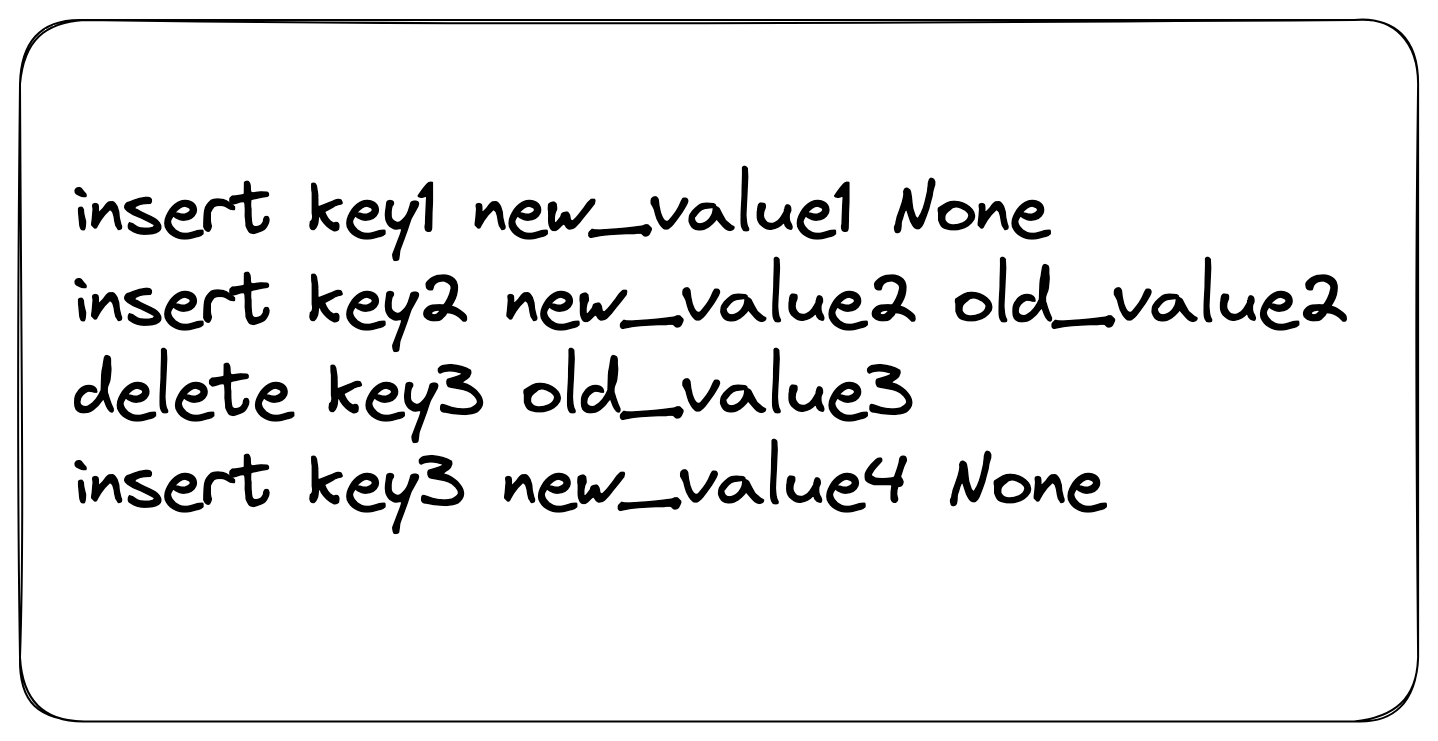 insert key1 new_value1 None
insert key2 new_value2 old_value2
delete key3 old_value3
insert key3 new_value4 None